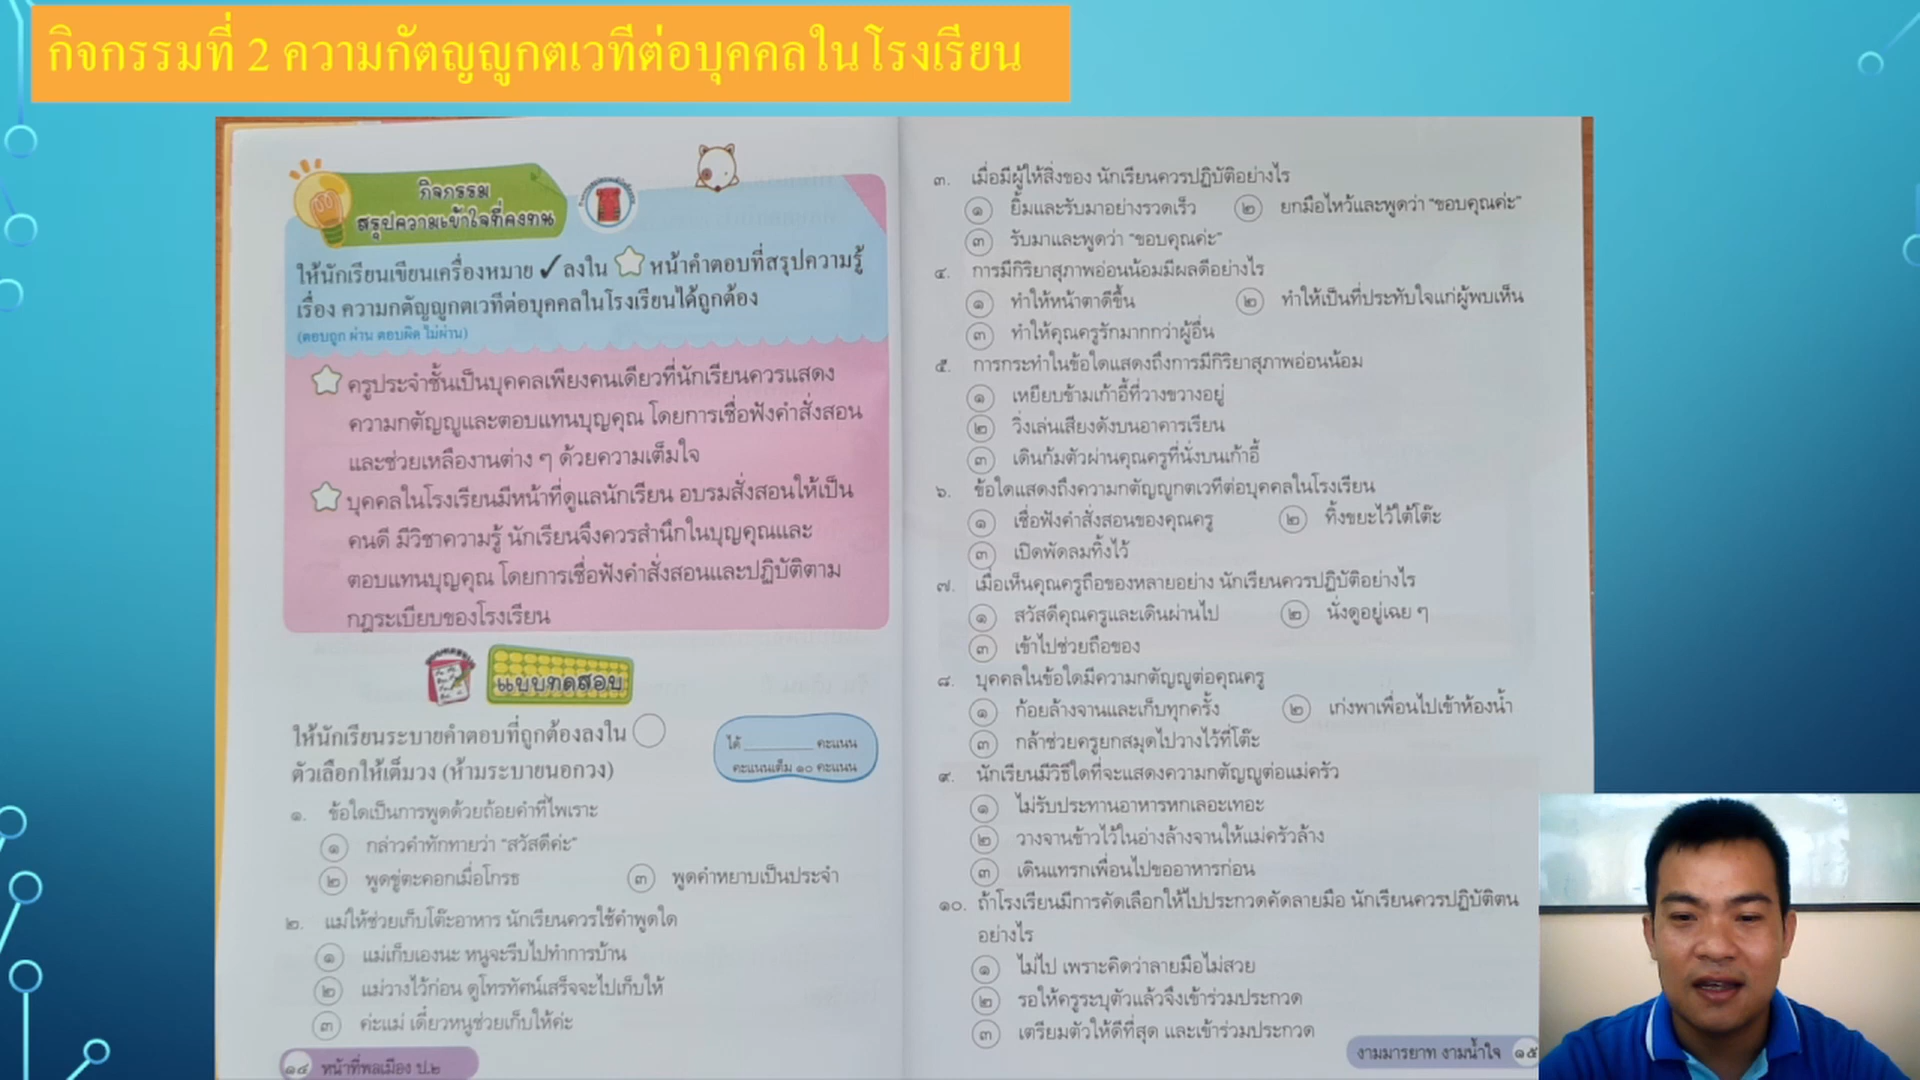 กิจกรรมที่ 2 ความกัตญญูกตเวทีต่อบุคคลในโรงเรียน
กิจกรรม
สรุปความเข้าใจที่คงทน
ให้นักเรียนเขียนเครื่องหมาย ✓ ลงใน ☆ หน้าคำตอบที่สรุปความรู้
เรื่อง ความกตัญญูกตเวทีต่อบุคคลในโรงเรียนได้ถูกต้อง
(ตอบถูก ผ่าน ตอบผิด ไม่ผ่าน)
☆ ครูประจำชั้นเป็นบุคคลเพียงคนเดียวที่นักเรียนควรแสดง
ความกตัญญูและตอบแทนบุญคุณ โดยการเชื่อฟังคำสั่งสอน
และช่วยเหลืองานต่าง ๆ ด้วยความเต็มใจ
☆ บุคคลในโรงเรียนมีหน้าที่ดูแลนักเรียน อบรมสั่งสอนให้เป็น
คนดี มีวิชาความรู้ นักเรียนจึงควรสำนึกในบุญคุณและ
ตอบแทนบุญคุณ โดยการเชื่อฟังคำสั่งสอนและปฏิบัติตาม
กฎระเบียบของโรงเรียน
แบบทดสอบ
ให้นักเรียนระบายคำตอบที่ถูกต้องลงใน ◯
ตัวเลือกให้เต็มวง (ห้ามระบายนอกวง)
ได้ ________ คะแนน
คะแนนเต็ม ๑๐ คะแนน
๑. ข้อใดเป็นการพูดด้วยถ้อยคำที่ไพเราะ
๑ กล่าวคำทักทายว่า "สวัสดีค่ะ"
๒ พูดขู่ตะคอกเมื่อโกรธ ๓ พูดคำหยาบเป็นประจำ
๒. แม่ให้ช่วยเก็บโต๊ะอาหาร นักเรียนควรใช้คำพูดใด
๑ แม่เก็บเองนะ หนูจะรีบไปทำการบ้าน
๒ แม่วางไว้ก่อน ดูโทรทัศน์เสร็จจะไปเก็บให้
๓ ค่ะแม่ เดี๋ยวหนูช่วยเก็บให้ค่ะ
๑๔ หน้าที่พลเมือง ป.๒
๓. เมื่อมีผู้ให้สิ่งของ นักเรียนควรปฏิบัติอย่างไร
๑ ยิ้มและรับมาอย่างรวดเร็ว ๒ ยกมือไหว้และพูดว่า "ขอบคุณค่ะ"
๓ รับมาและพูดว่า "ขอบคุณค่ะ"
๔. การมีกิริยาสุภาพอ่อนน้อมมีผลดีอย่างไร
๑ ทำให้หน้าตาดีขึ้น ๒ ทำให้เป็นที่ประทับใจแก่ผู้พบเห็น
๓ ทำให้คุณครูรักมากกว่าผู้อื่น
๕. การกระทำในข้อใดแสดงถึงการมีกิริยาสุภาพอ่อนน้อม
๑ เหยียบข้ามเก้าอี้ที่วางขวางอยู่
๒ วิ่งเล่นเสียงดังบนอาคารเรียน
๓ เดินก้มตัวผ่านคุณครูที่นั่งบนเก้าอี้
๖. ข้อใดแสดงถึงความกตัญญูกตเวทีต่อบุคคลในโรงเรียน
๑ เชื่อฟังคำสั่งสอนของคุณครู ๒ ทิ้งขยะไว้ใต้โต๊ะ
๓ เปิดพัดลมทิ้งไว้
๗. เมื่อเห็นคุณครูถือของหลายอย่าง นักเรียนควรปฏิบัติอย่างไร
๑ สวัสดีคุณครูและเดินผ่านไป ๒ นั่งดูอยู่เฉย ๆ
๓ เข้าไปช่วยถือของ
๘. บุคคลในข้อใดมีความกตัญญูต่อคุณครู
๑ ก้อยล้างจานและเก็บทุกครั้ง ๒ เก่งพาเพื่อนไปเข้าห้องน้ำ
๓ กล้าช่วยครูยกสมุดไปวางไว้ที่โต๊ะ
๙. นักเรียนมีวิธีใดที่จะแสดงความกตัญญูต่อแม่ครัว
๑ ไม่รับประทานอาหารหกเลอะเทอะ
๒ วางจานข้าวไว้ในอ่างล้างจานให้แม่ครัวล้าง
๓ เดินแทรกเพื่อนไปขออาหารก่อน
๑๐. ถ้าโรงเรียนมีการคัดเลือกให้ไปประกวดคัดลายมือ นักเรียนควรปฏิบัติตน
อย่างไร
๑ ไม่ไป เพราะคิดว่าลายมือไม่สวย
๒ รอให้ครูระบุตัวแล้วจึงเข้าร่วมประกวด
๓ เตรียมตัวให้ดีที่สุด และเข้าร่วมประกวด
งามมารยาท งามน้ำใจ ๑๕